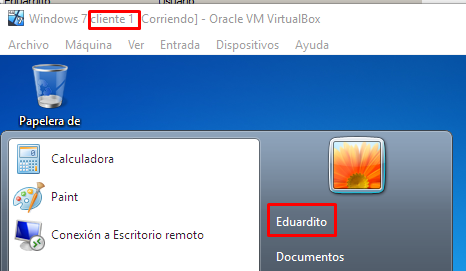 Windows 7 cliente 1 [Corriendo] - Oracle VM VirtualBox
Archivo Máquina Ver Entrada Dispositivos Ayuda
Papelera de
Calculadora
Paint
Conexión a Escritorio remoto
Eduardito
Documentos